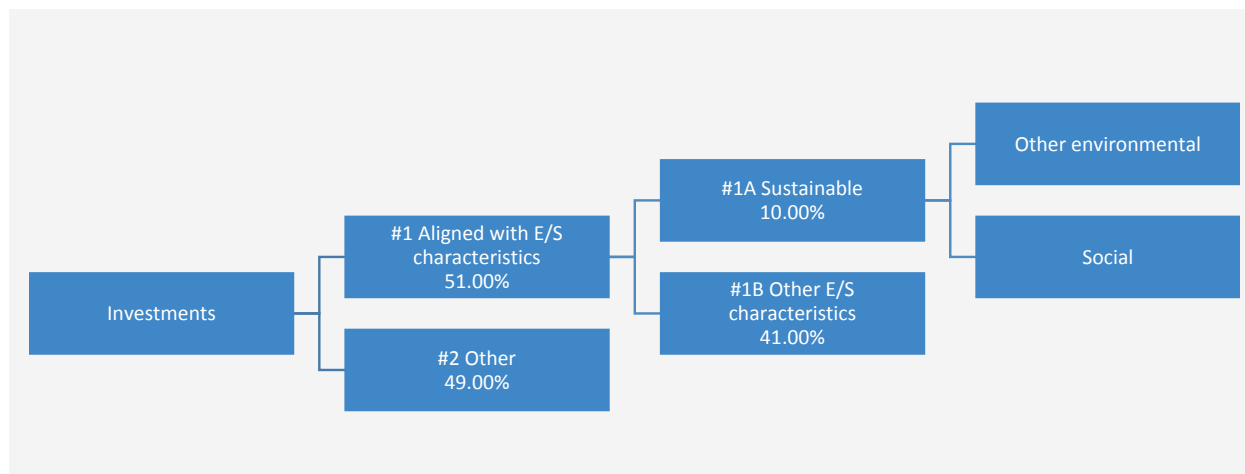 Investments
#1 Aligned with E/S
characteristics
51.00%
#2 Other
49.00%
#1A Sustainable
10.00%
#1B Other E/S
characteristics
41.00%
Other environmental
Social